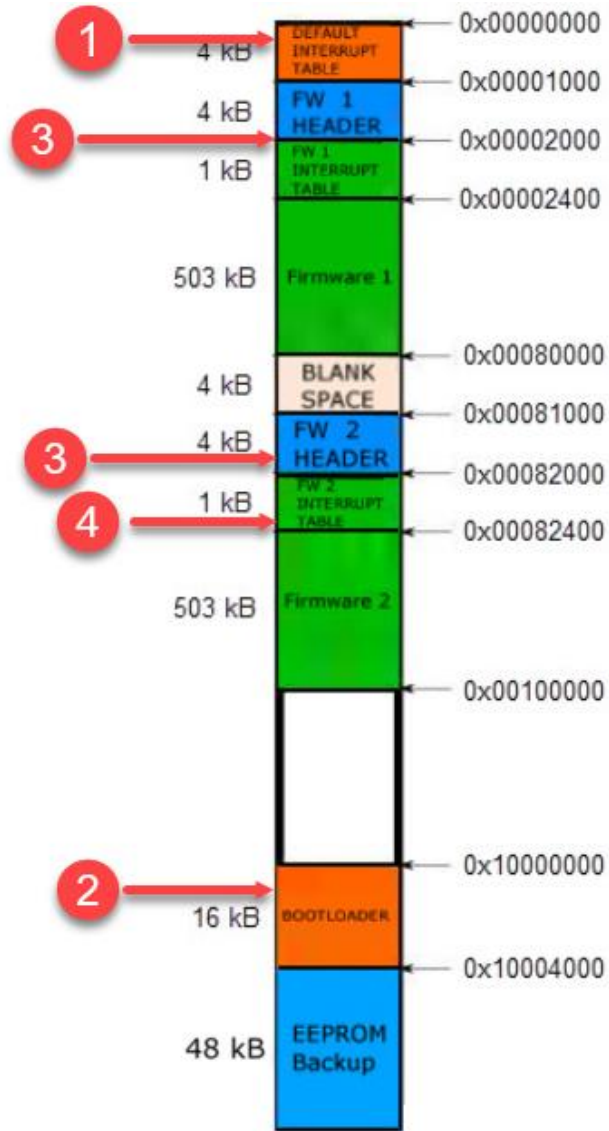 0x00000000
1
DEFAULT
INTERRUPT
TABLE
4 kB
0x00001000
FW 1
HEADER
4 kB
3
0x00002000
FW 1
INTERRUPT
TABLE
1 kB
0x00002400
503 kB
Firmware 1
0x00080000
4 kB
BLANK
SPACE
0x00081000
4 kB
FW 2
HEADER
3
0x00082000
1 kB
FW 2
INTERRUPT
TABLE
4
0x00082400
503 kB
Firmware 2
0x00100000
0x10000000
2
16 kB
BOOTLOADER
0x10004000
48 kB
EEPROM
Backup